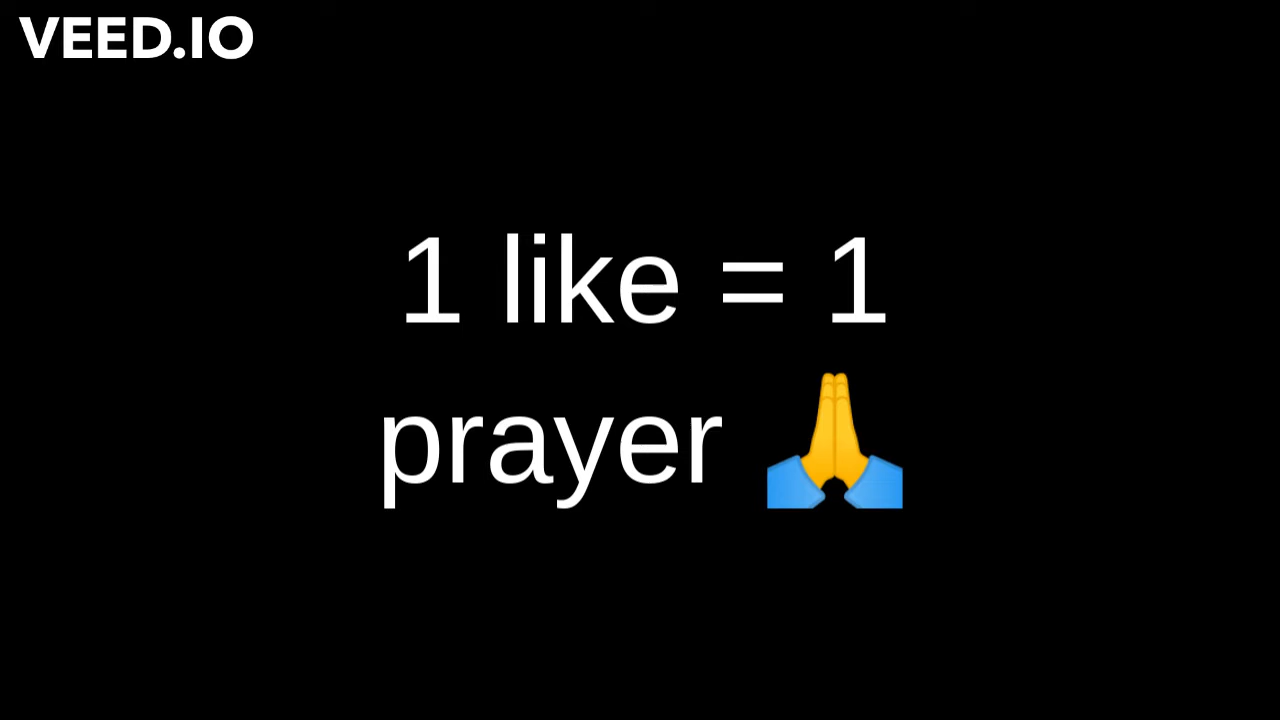 VEED.IO
1 like = 1
prayer 🙏